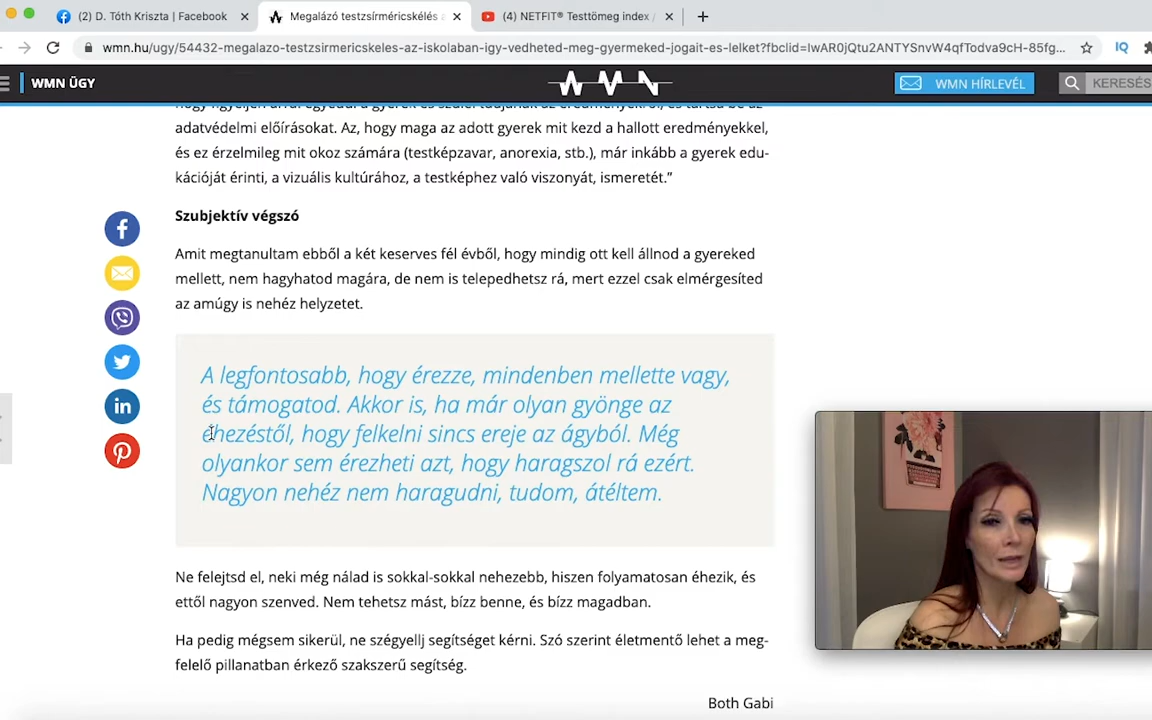 (2) D. Tóth Kriszta | Facebook
Megalázó testzsírméricskélés
(4) NETFIT® Testtömeg index
wmn.hu/ugy/54432-megalazo-testzsirmericskeles-az-iskolaban-igy-vedheted-meg-gyermeked-jogait-es-lelket?fbclid=IwAR0jQtu2ANTYSnvW4qfTodva9cH-85fg...
IQ
WMN ÜGY
WMN
WMN HÍRLEVÉL
KERESÉS
adatvédelmi előírásokat. Az, hogy maga az adott gyerek mit kezd a hallott eredményekkel,
és ez érzelmileg mit okoz számára (testképzavar, anorexia, stb.), már inkább a gyerek edu-
kációját érinti, a vizuális kultúrához, a testképhez való viszonyát, ismeretét.”
Szubjektív végszó
Amit megtanultam ebből a két keserves fél évből, hogy mindig ott kell állnod a gyereked
mellett, nem hagyhatod magára, de nem is telepedhetsz rá, mert ezzel csak elmérgesíted
az amúgy is nehéz helyzetet.
A legfontosabb, hogy érezze, mindenben mellette vagy,
és támogatod. Akkor is, ha már olyan gyönge az
éhezéstől, hogy felkelni sincs ereje az ágyból. Még
olyankor sem érezheti azt, hogy haragszol rá ezért.
Nagyon nehéz nem haragudni, tudom, átéltem.
Ne felejtsd el, neki még nálad is sokkal-sokkal nehezebb, hiszen folyamatosan éhezik, és
ettől nagyon szenved. Nem tehetsz mást, bízz benne, és bízz magadban.
Ha pedig mégsem sikerül, ne szégyellj segítséget kérni. Szó szerint életmentő lehet a meg-
felelő pillanatban érkező szakszerű segítség.
Both Gabi